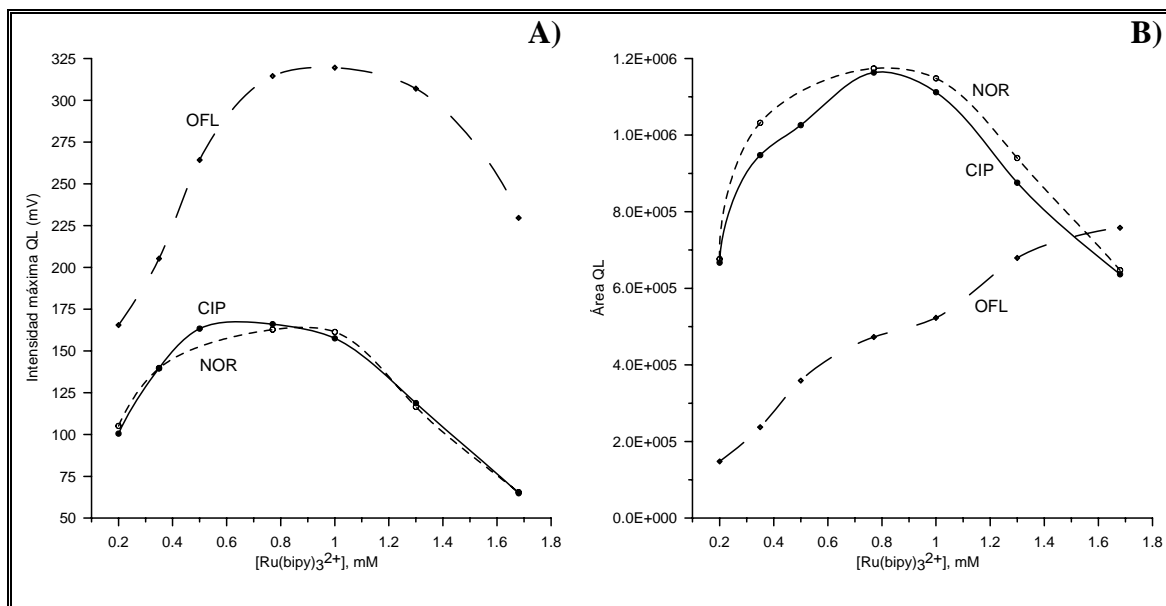 A)
325
300
275
250
225
200
175
150
125
100
75
50
Intensidad máxima QL (mV)
OFL
CIP
NOR
0.2 0.4 0.6 0.8 1 1.2 1.4 1.6 1.8
[Ru(bipy)3²⁺], mM
B)
1.2E+006
1.0E+006
8.0E+005
6.0E+005
4.0E+005
2.0E+005
0.0E+000
Área QL
NOR
CIP
OFL
0.2 0.4 0.6 0.8 1 1.2 1.4 1.6 1.8
[Ru(bipy)3²⁺], mM